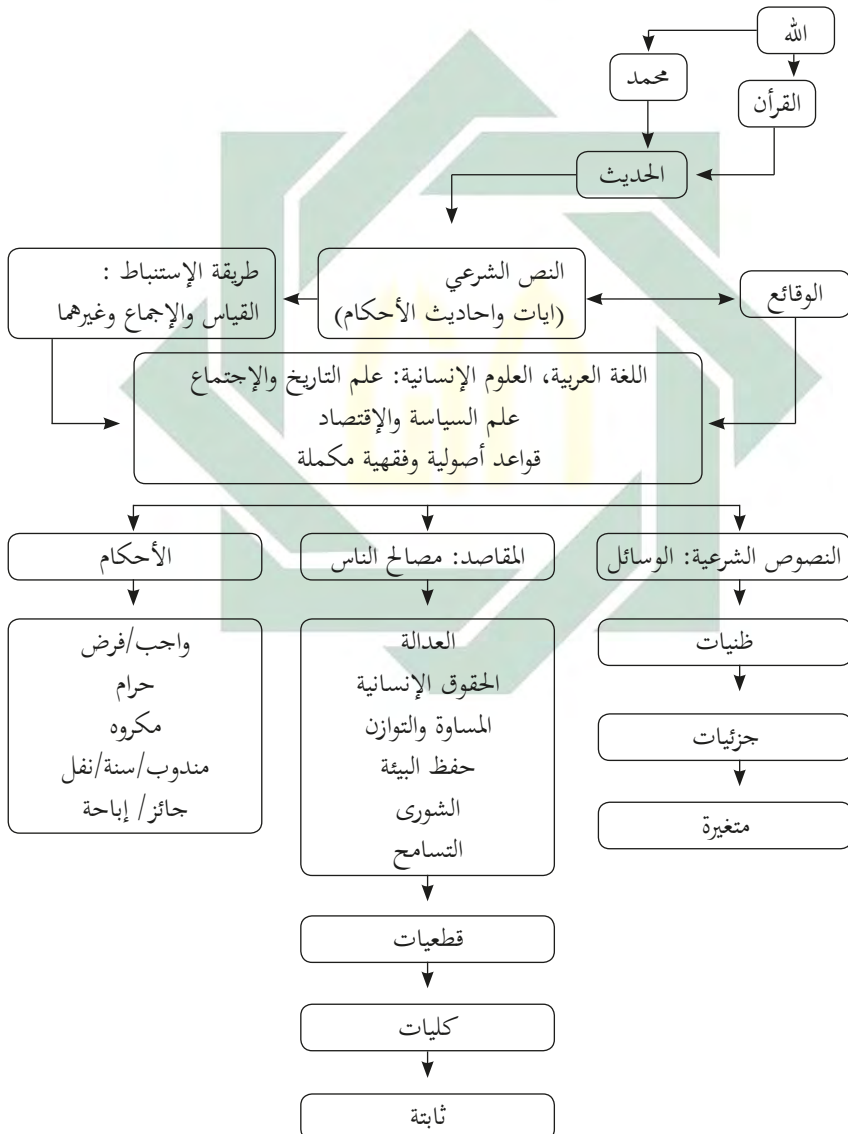 الله
محمد
القرأن
الحديث
الوقائع
النص الشرعي
(ايات واحاديث الأحكام)
طريقة الإستنباط :
القياس والإجماع وغيرهما
اللغة العربية، العلوم الإنسانية: علم التاريخ والإجتماع
علم السياسة والإقتصاد
قواعد أصولية وفقهية مكملة
النصوص الشرعية: الوسائل
المقاصد: مصالح الناس
الأحكام
ظنيات
جزئيات
متغيرة
العدالة
الحقوق الإنسانية
المساوة والتوازن
حفظ البيئة
الشورى
التسامح
قطعيات
كليات
ثابتة
واجب/فرض
حرام
مكروه
مندوب/سنة/نفل
جائز/ إباحة